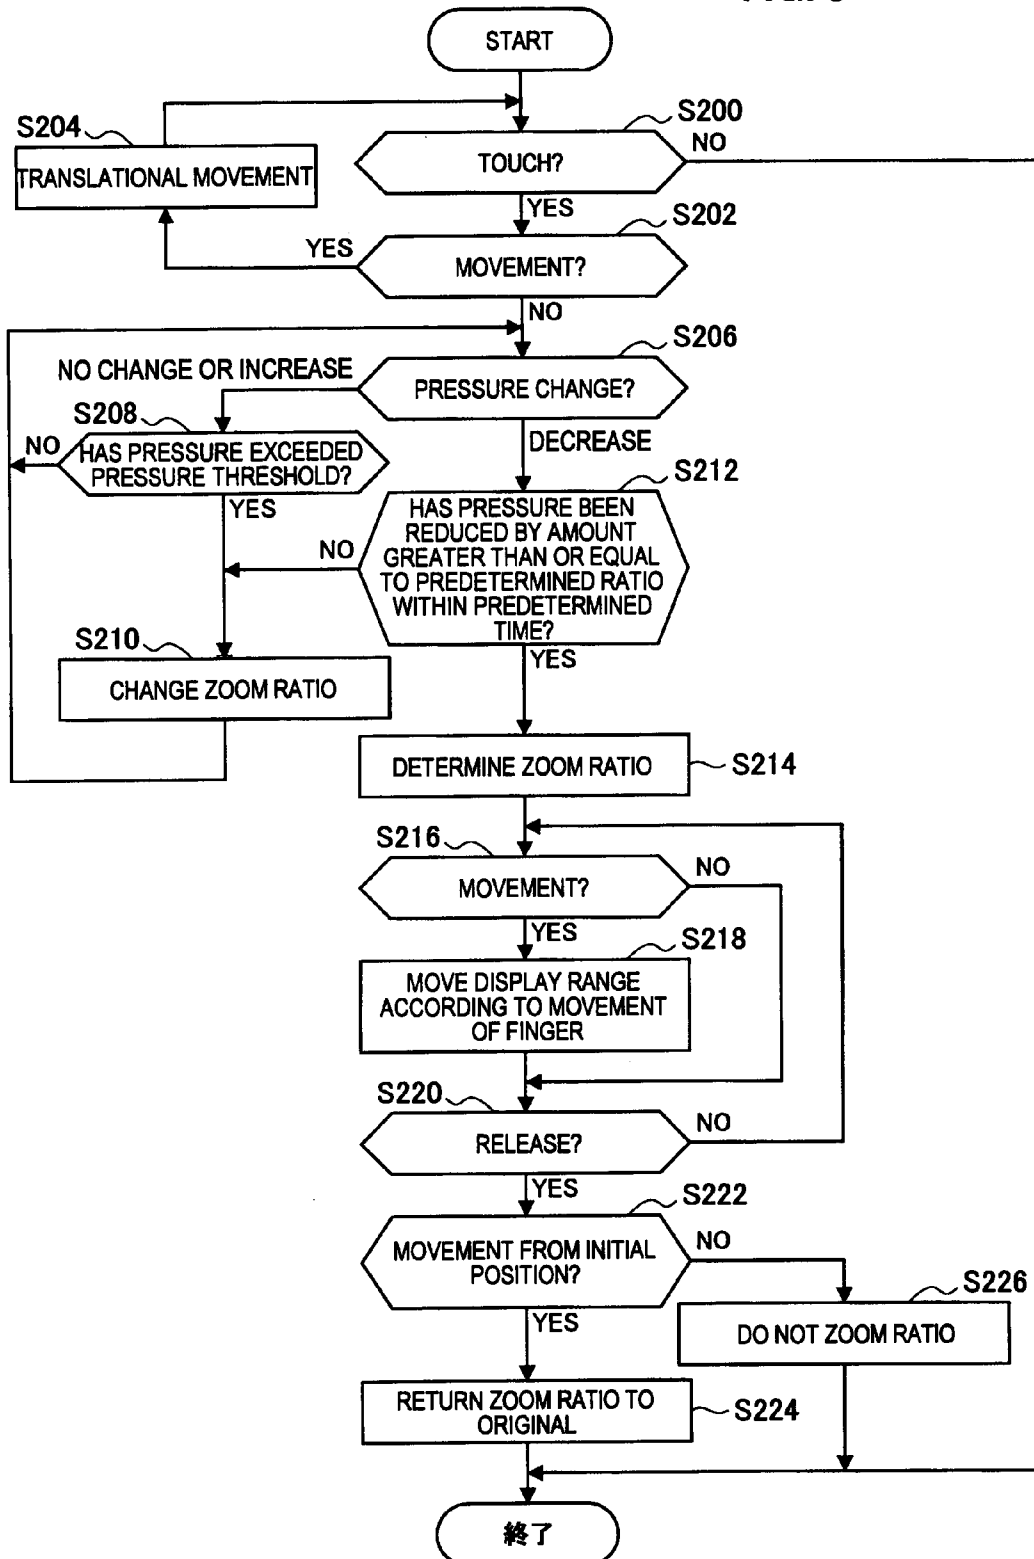 START
S200
TOUCH?
NO
S204
TRANSLATIONAL MOVEMENT
YES
S202
YES
MOVEMENT?
NO
S206
NO CHANGE OR INCREASE
PRESSURE CHANGE?
S208
NO
HAS PRESSURE EXCEEDED
PRESSURE THRESHOLD?
DECREASE
S212
YES
HAS PRESSURE BEEN
REDUCED BY AMOUNT
GREATER THAN OR EQUAL
TO PREDETERMINED RATIO
WITHIN PREDETERMINED
TIME?
NO
S210
CHANGE ZOOM RATIO
YES
DETERMINE ZOOM RATIO
S214
S216
MOVEMENT?
NO
YES
S218
MOVE DISPLAY RANGE
ACCORDING TO MOVEMENT
OF FINGER
S220
RELEASE?
NO
YES
S222
MOVEMENT FROM INITIAL
POSITION?
NO
S226
DO NOT ZOOM RATIO
YES
RETURN ZOOM RATIO TO
ORIGINAL
S224
終了